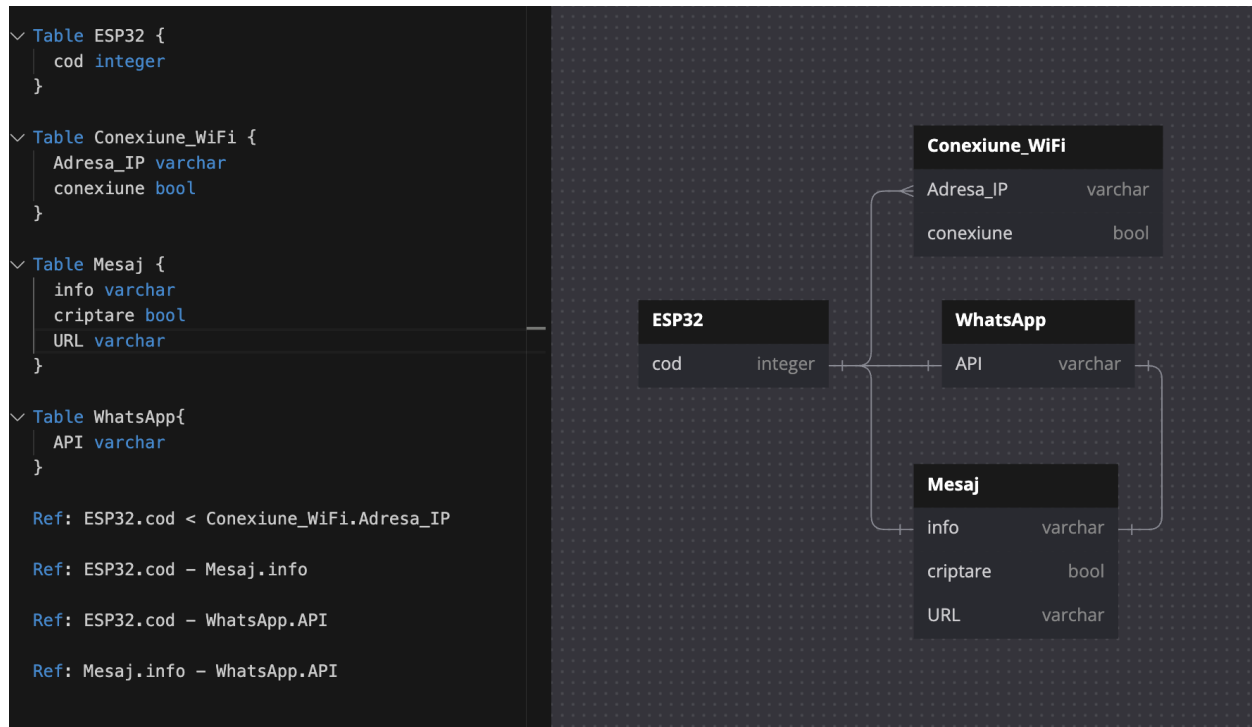 Table ESP32 {
cod integer
}
Table Conexiune_WiFi {
Adresa_IP varchar
conexiune bool
}
Table Mesaj {
info varchar
criptare bool
URL varchar
}
Table WhatsApp{
API varchar
}
Ref: ESP32.cod < Conexiune_WiFi.Adresa_IP
Ref: ESP32.cod – Mesaj.info
Ref: ESP32.cod – WhatsApp.API
Ref: Mesaj.info – WhatsApp.API
Conexiune_WiFi
Adresa_IP varchar
conexiune bool
ESP32
cod integer
WhatsApp
API varchar
Mesaj
info varchar
criptare bool
URL varchar